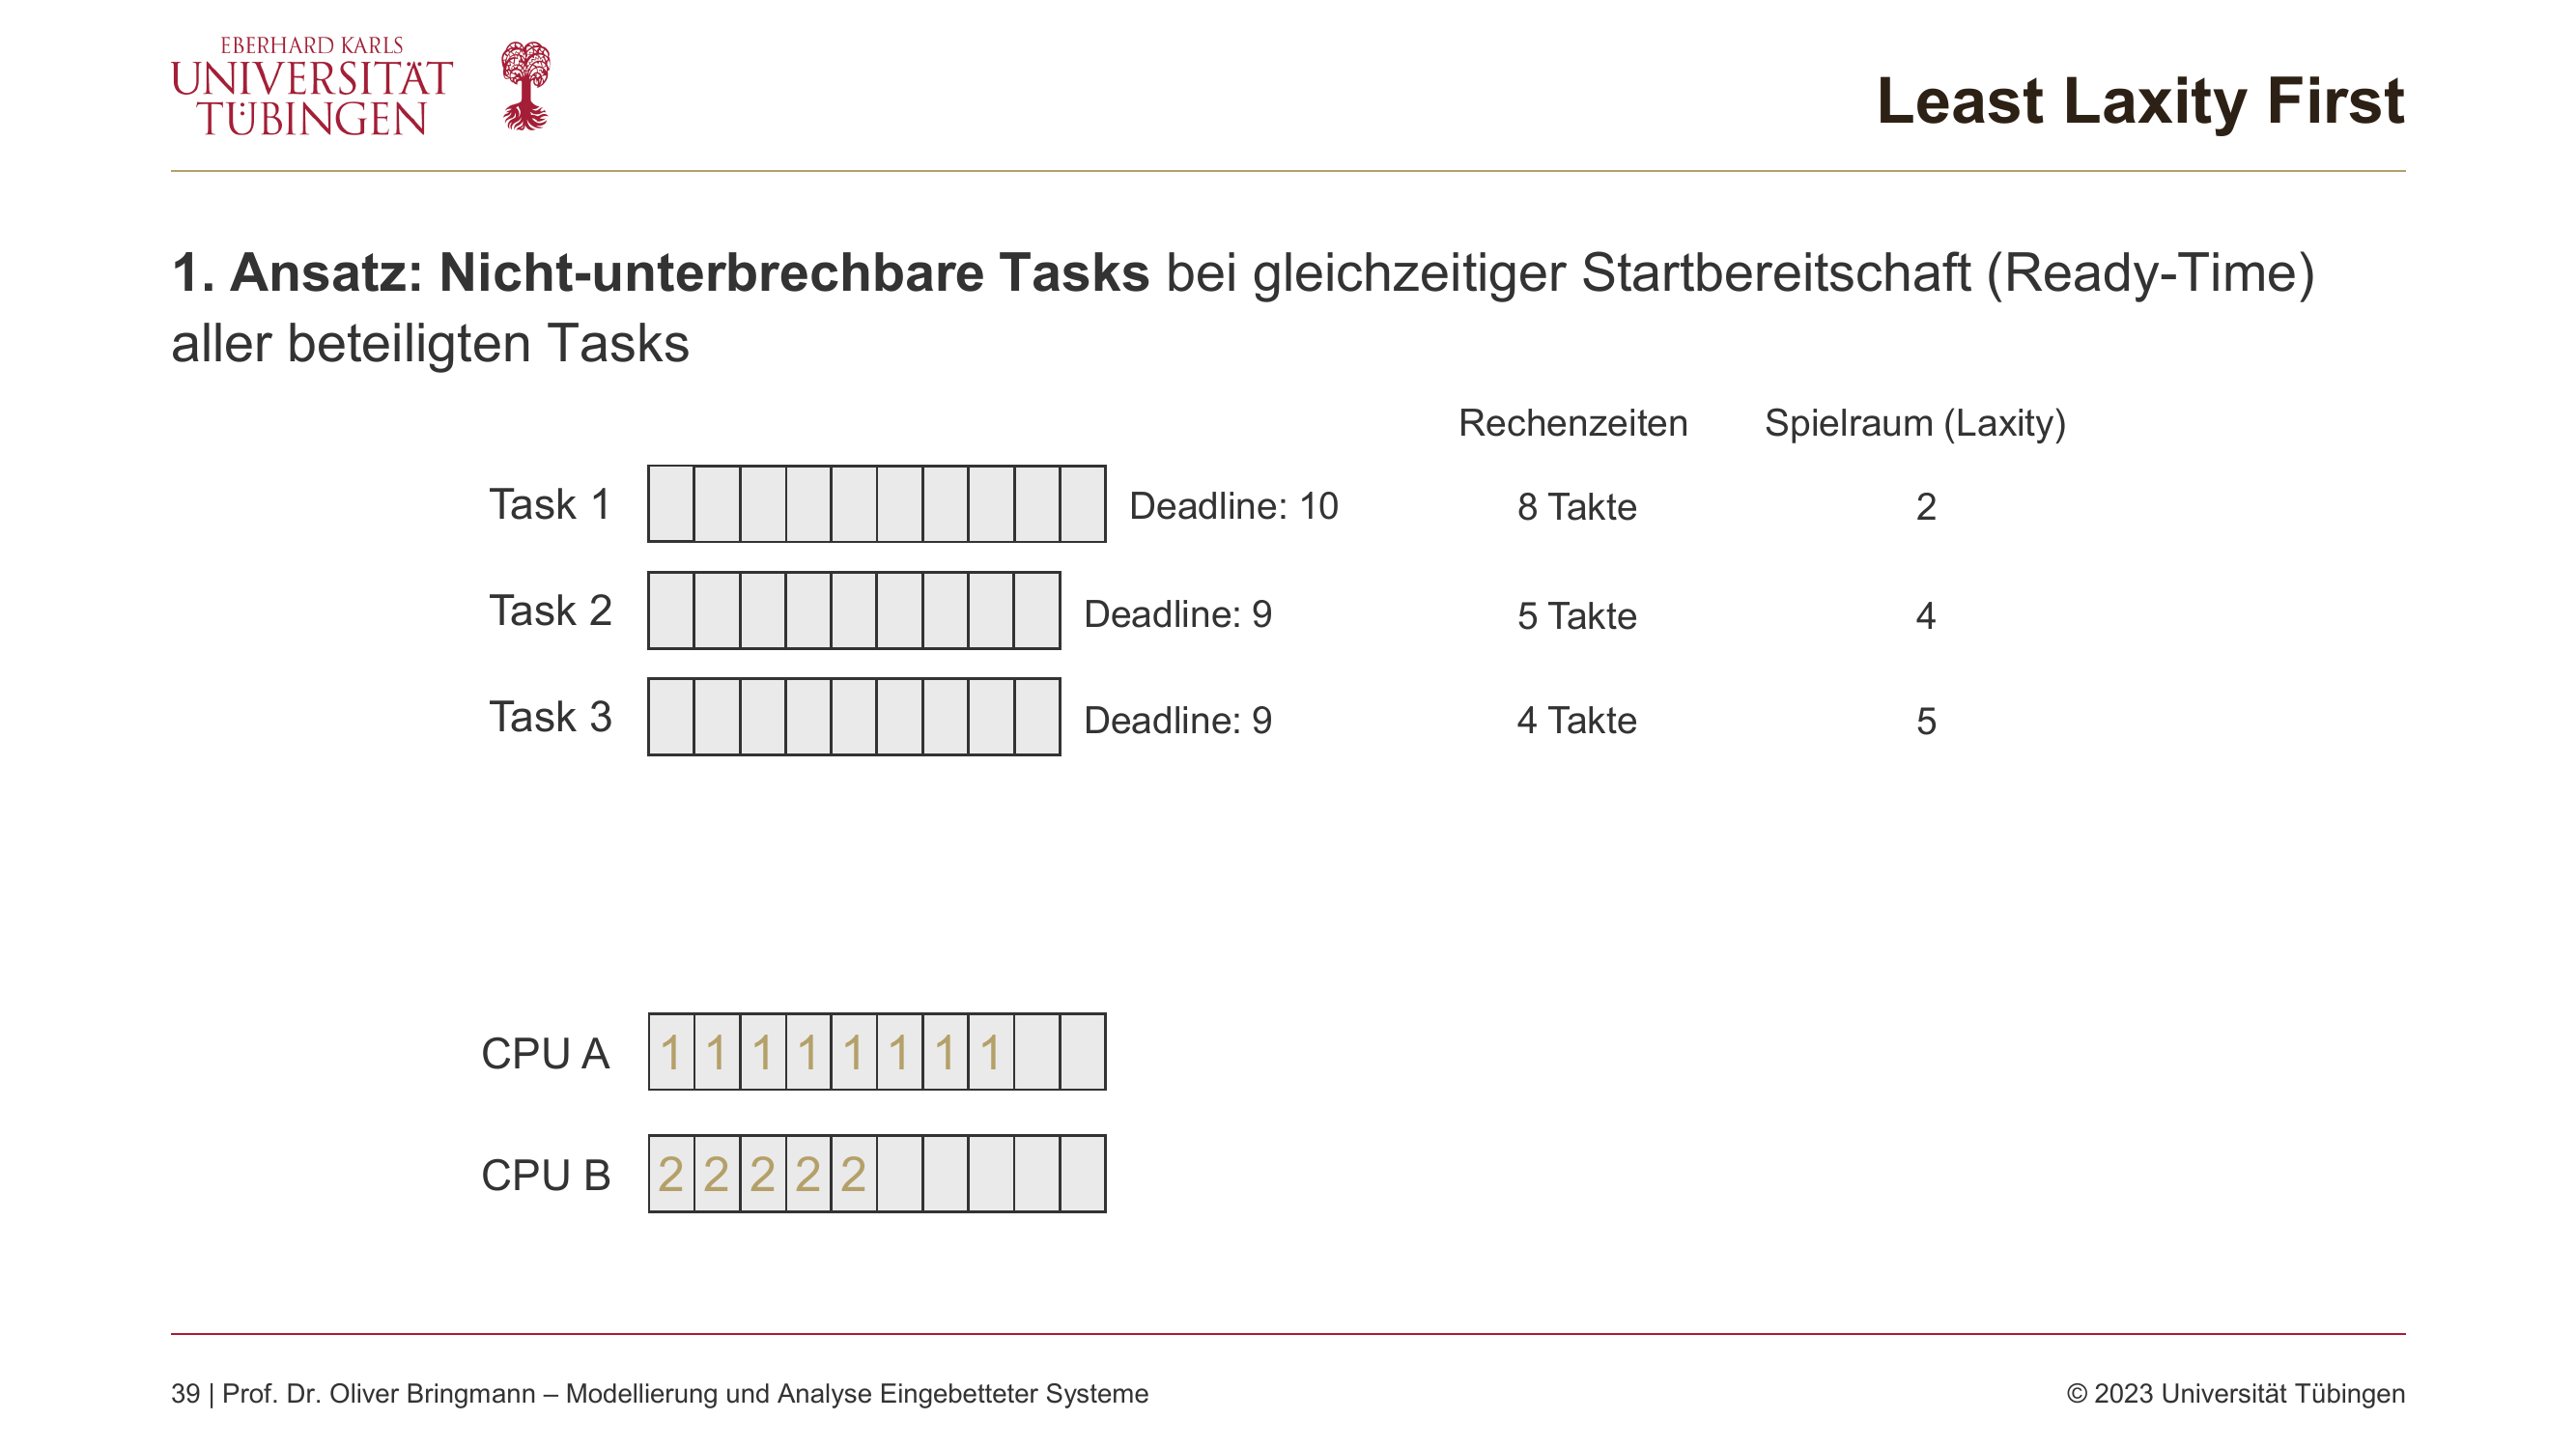 EBERHARD KARLS
UNIVERSITÄT
TÜBINGEN
Least Laxity First
1. Ansatz: Nicht-unterbrechbare Tasks bei gleichzeitiger Startbereitschaft (Ready-Time)
aller beteiligten Tasks
Rechenzeiten Spielraum (Laxity)
Task 1 Deadline: 10 8 Takte 2
Task 2 Deadline: 9 5 Takte 4
Task 3 Deadline: 9 4 Takte 5
CPU A 1 1 1 1 1 1 1 1
CPU B 2 2 2 2 2
39 | Prof. Dr. Oliver Bringmann – Modellierung und Analyse Eingebetteter Systeme © 2023 Universität Tübingen